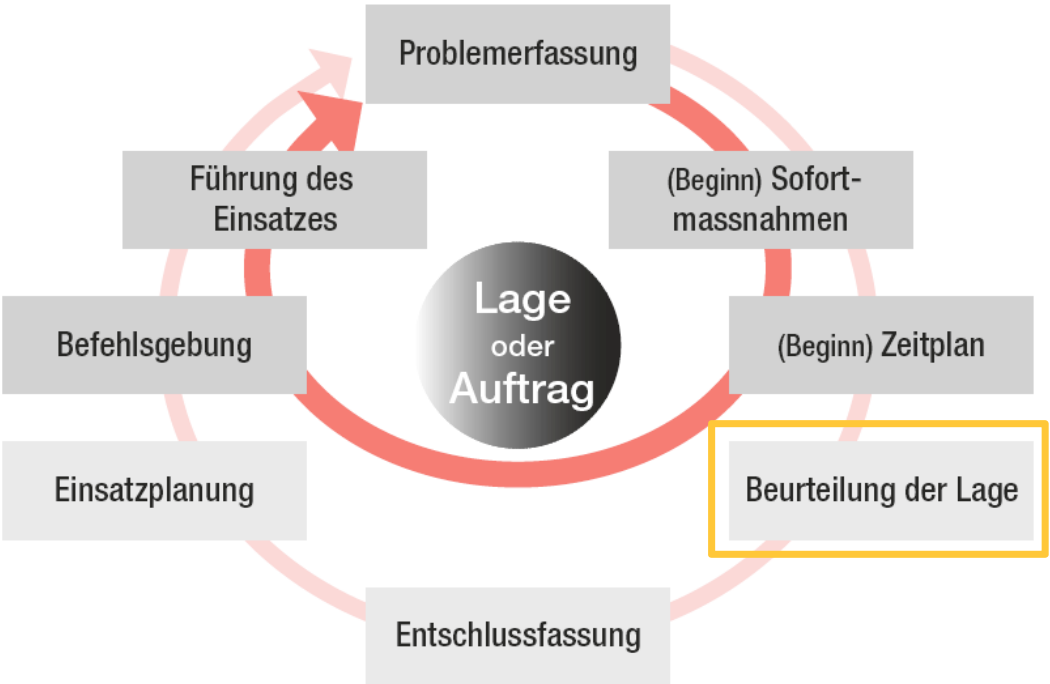 Problemerfassung
Führung des
Einsatzes
(Beginn) Sofort-
massnahmen
Lage
oder
Auftrag
Befehlsgebung
(Beginn) Zeitplan
Einsatzplanung
Beurteilung der Lage
Entschlussfassung